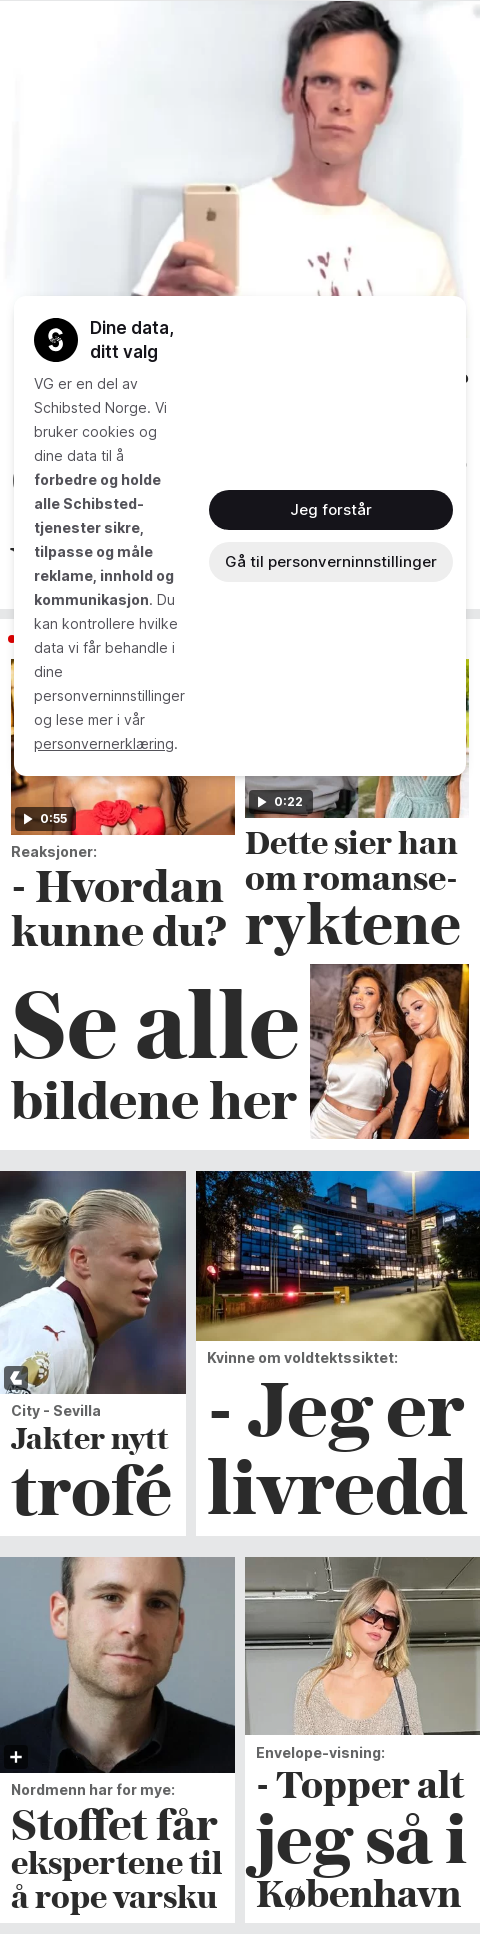 Dine data,
ditt valg
VG er en del av
Schibsted Norge. Vi
bruker cookies og
dine data til å
forbedre og holde
alle Schibsted-
tjenester sikre,
tilpasse og måle
reklame, innhold og
kommunikasjon. Du
kan kontrollere hvilke
data vi får behandle i
dine
personverninnstillinger
og lese mer i vår
personvernerklæring.
Jeg forstår
Gå til personverninnstillinger
0:55
Reaksjoner:
- Hvordan
kunne du?
0:22
Dette sier han
om romanse-
ryktene
Se alle
bildene her
City - Sevilla
Jakter nytt
trofé
Kvinne om voldtektssiktet:
- Jeg er
livredd
Nordmenn har for mye:
Stoffet får
ekspertene til
å rope varsku
Envelope-visning:
- Topper alt
jeg så i
København